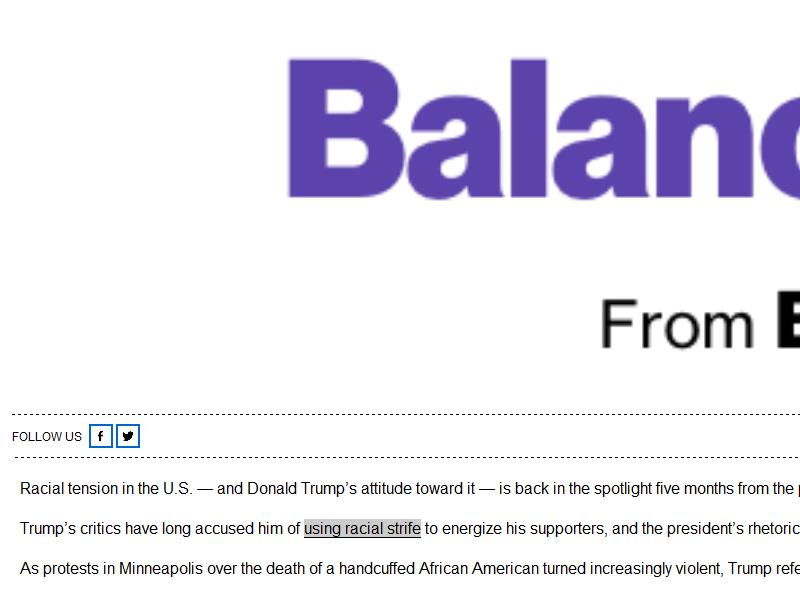 Balanc
From B
FOLLOW US
Racial tension in the U.S. — and Donald Trump’s attitude toward it — is back in the spotlight five months from the
Trump’s critics have long accused him of using racial strife to energize his supporters, and the president’s rhetoric
As protests in Minneapolis over the death of a handcuffed African American turned increasingly violent, Trump refe